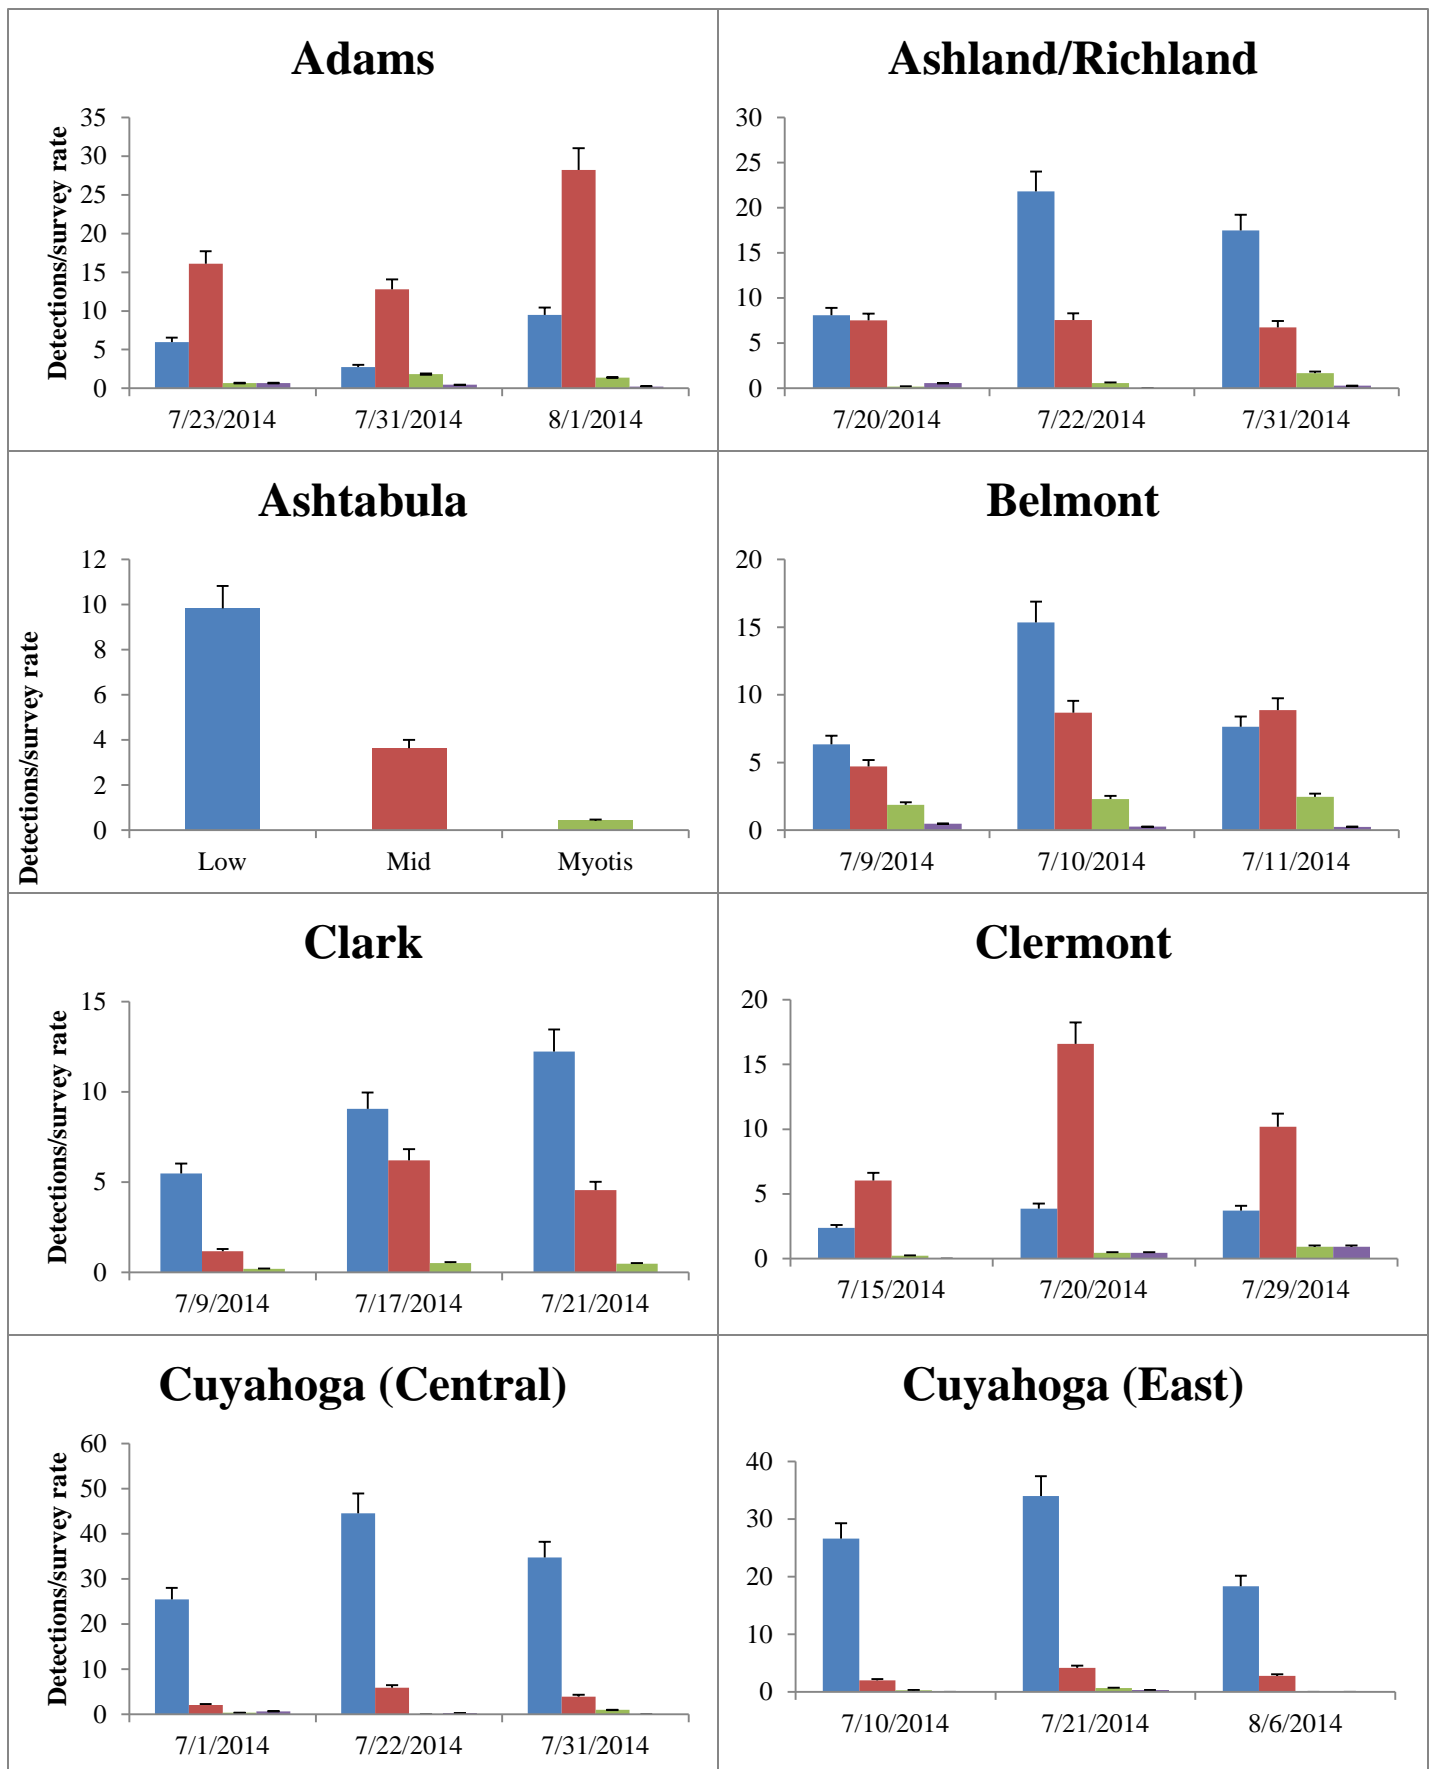 Adams
Detections/survey rate
35
30
25
20
15
10
5
0
7/23/2014 7/31/2014 8/1/2014
Ashland/Richland
30
25
20
15
10
5
0
7/20/2014 7/22/2014 7/31/2014
Ashtabula
Detections/survey rate
12
10
8
6
4
2
0
Low Mid Myotis
Belmont
20
15
10
5
0
7/9/2014 7/10/2014 7/11/2014
Clark
Detections/survey rate
15
10
5
0
7/9/2014 7/17/2014 7/21/2014
Clermont
20
15
10
5
0
7/15/2014 7/20/2014 7/29/2014
Cuyahoga (Central)
Detections/survey rate
60
50
40
30
20
10
0
7/1/2014 7/22/2014 7/31/2014
Cuyahoga (East)
40
30
20
10
0
7/10/2014 7/21/2014 8/6/2014